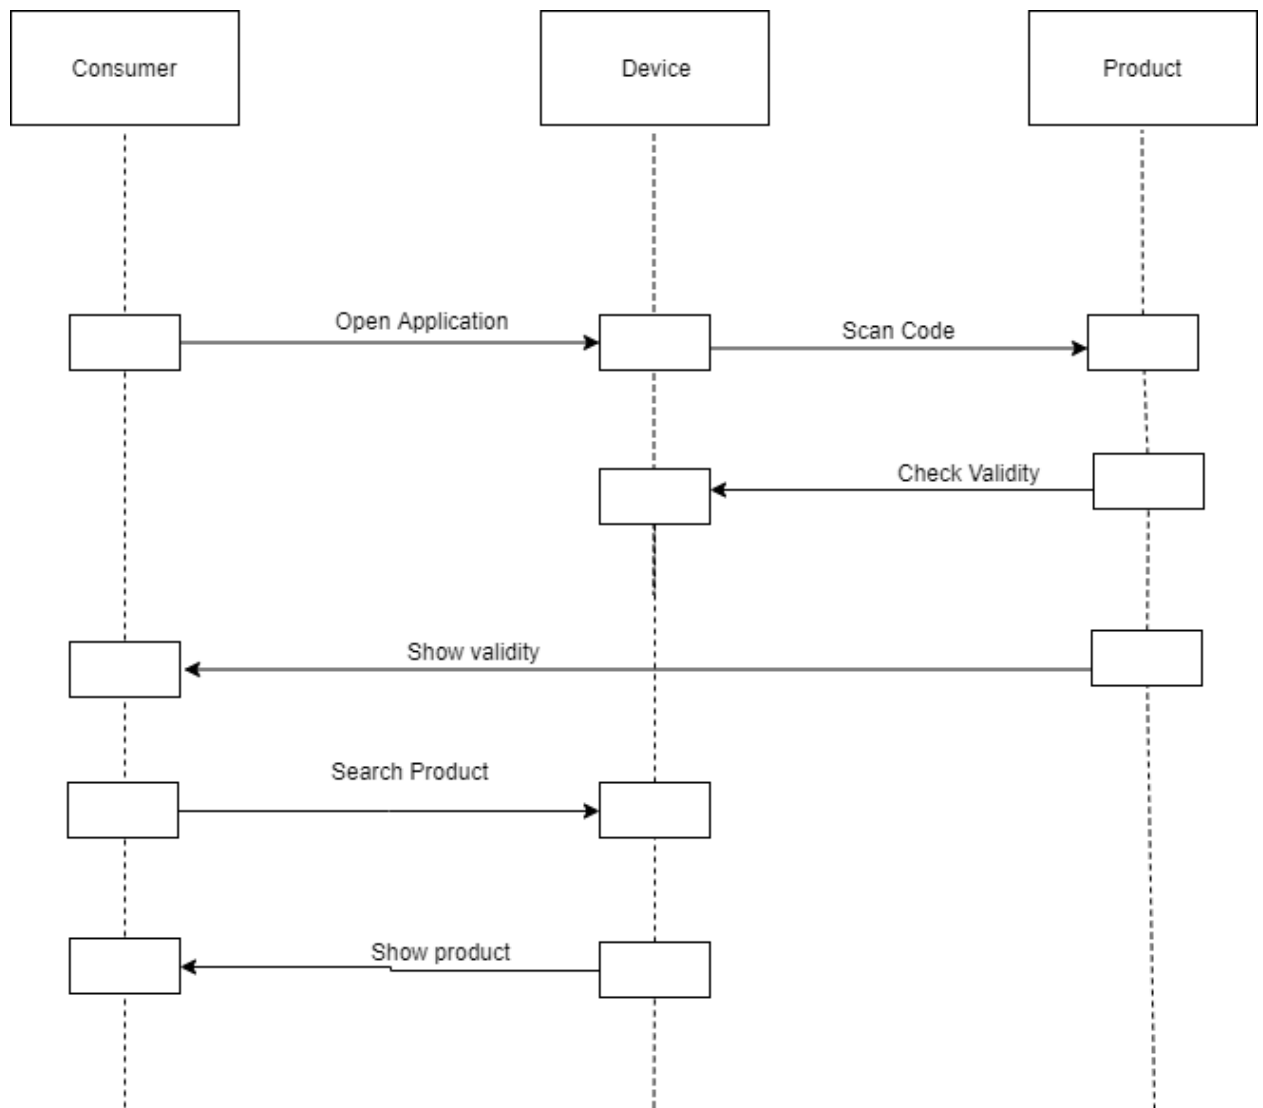 Consumer
Device
Product
Open Application
Scan Code
Check Validity
Show validity
Search Product
Show product